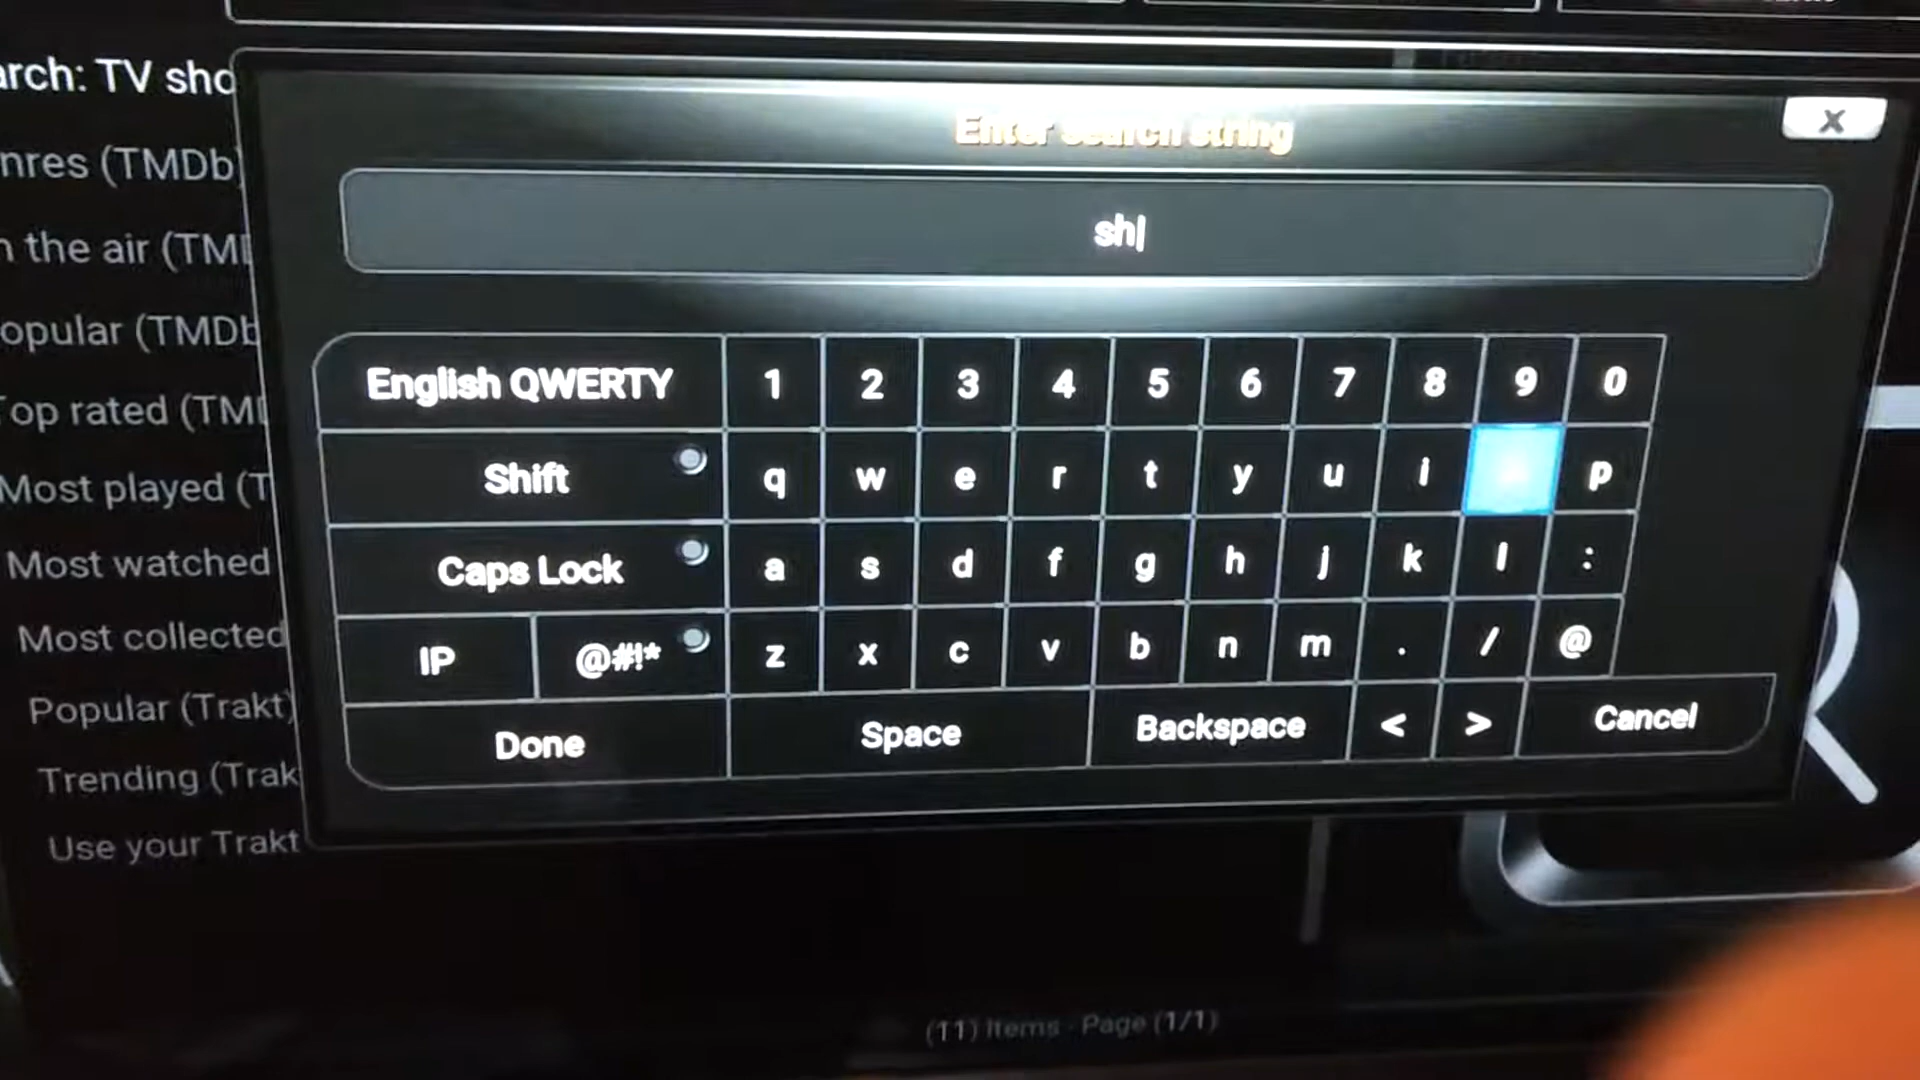 arch: TV sho
nres (TMDb)
n the air (TM
opular (TMDb
Top rated (TM
Most played (T
Most watched
Most collected
Popular (Trakt)
Trending (Trak
Use your Trakt
Enter search string
x
sh|
English QWERTY 1 2 3 4 5 6 7 8 9 0
Shift q w e r t y u i p
Caps Lock a s d f g h j k l :
IP @#!* z x c v b n m . / @
Done Space Backspace < > Cancel
(11) Items - Page (1/1)